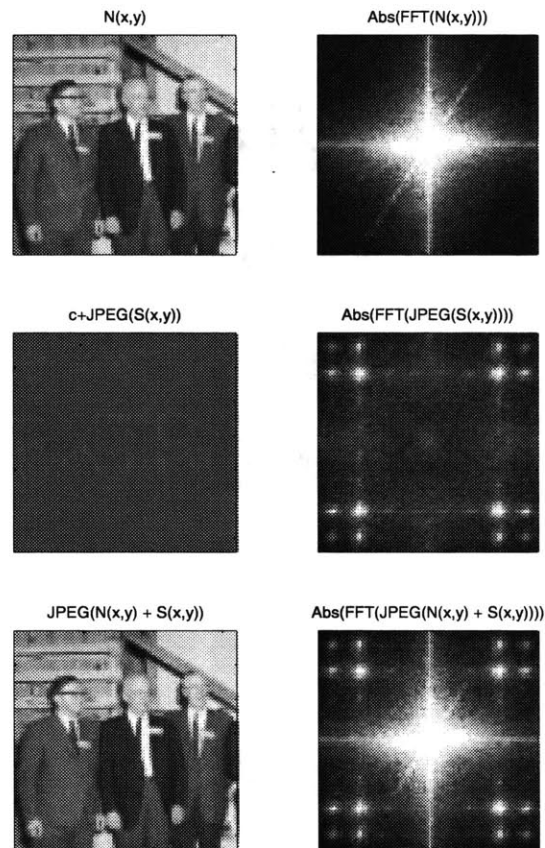 N(x,y)
Abs(FFT(N(x,y)))
c+JPEG(S(x,y))
Abs(FFT(JPEG(S(x,y))))
JPEG(N(x,y) + S(x,y))
Abs(FFT(JPEG(N(x,y) + S(x,y))))